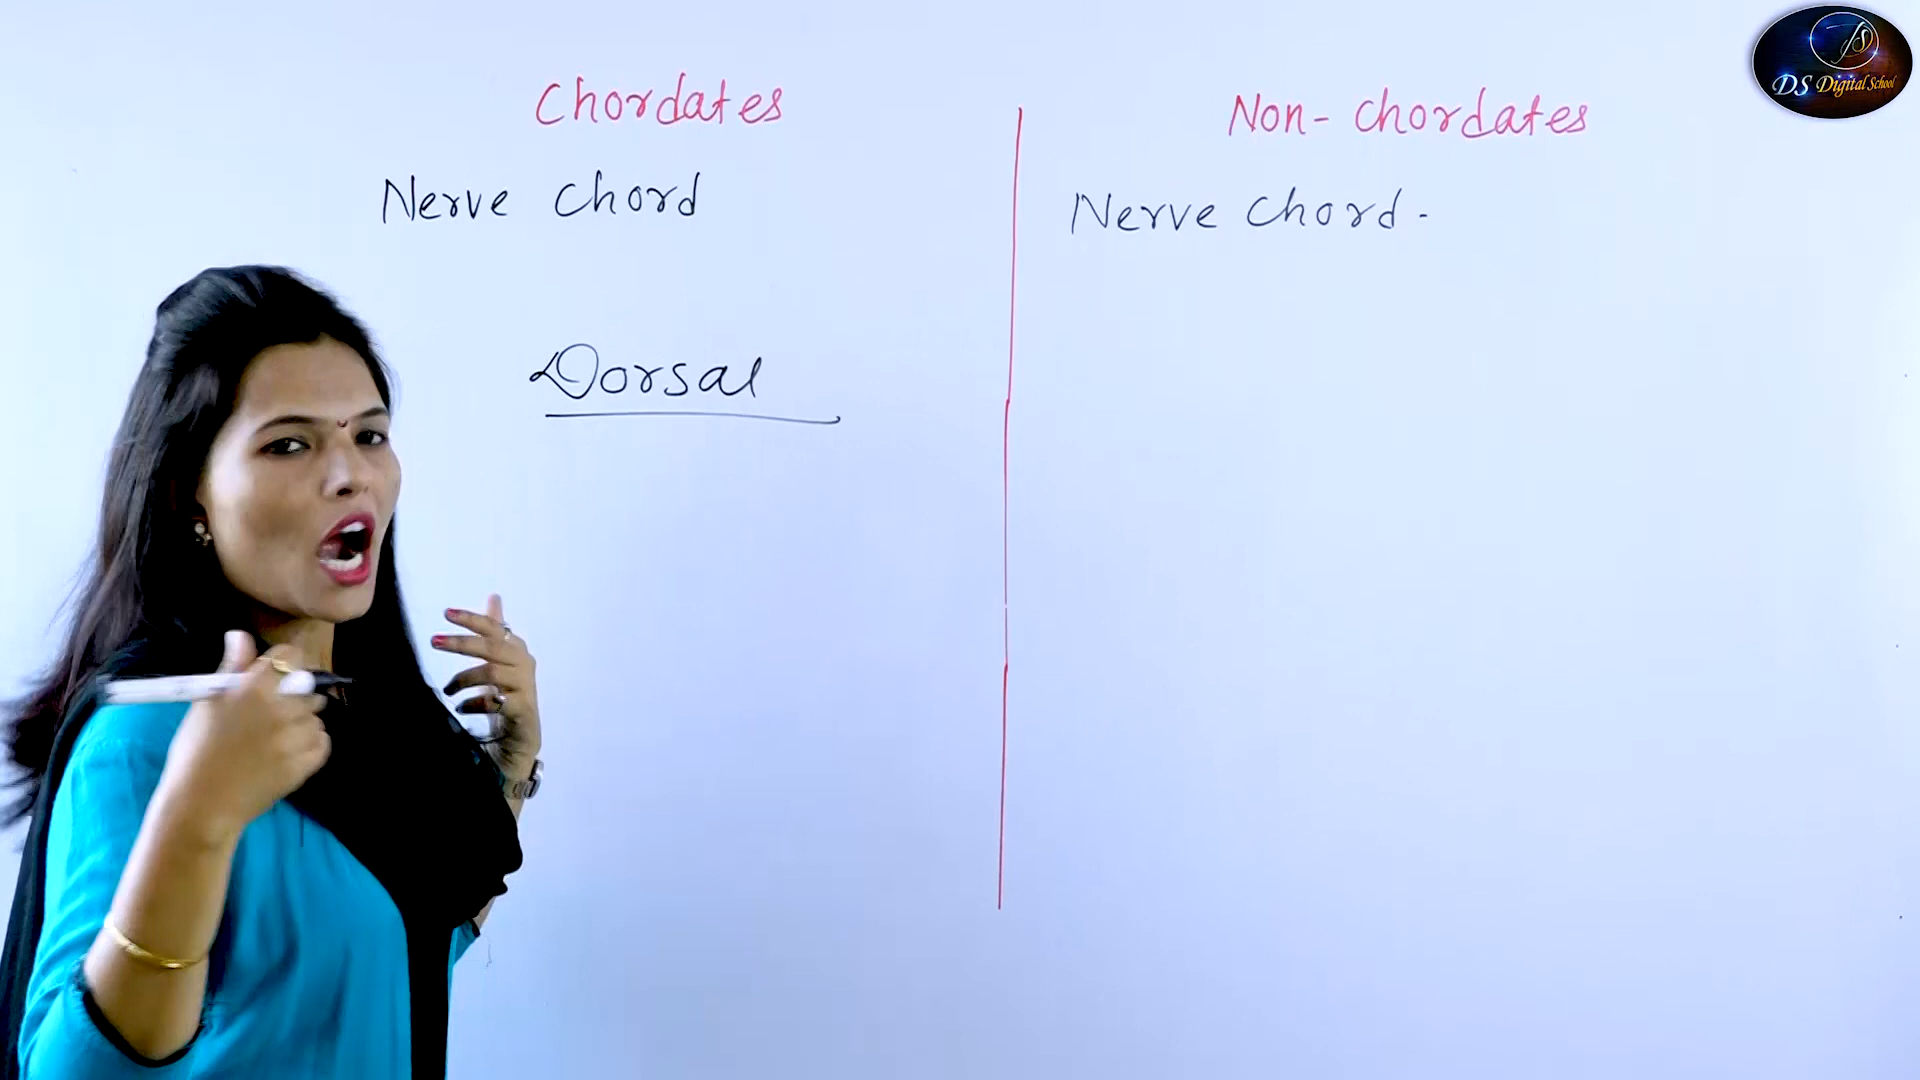 Chordates
Nerve chord
Dorsal
Non- chordates
Nerve chord -
DS Digital School